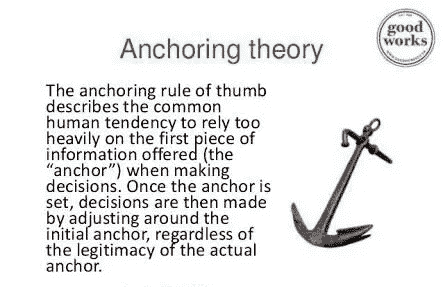 good
works
Anchoring theory
The anchoring rule of thumb
describes the common
human tendency to rely too
heavily on the first piece of
information offered (the
“anchor”) when making
decisions. Once the anchor is
set, decisions are then made
by adjusting around the
initial anchor, regardless of
the legitimacy of the actual
anchor.